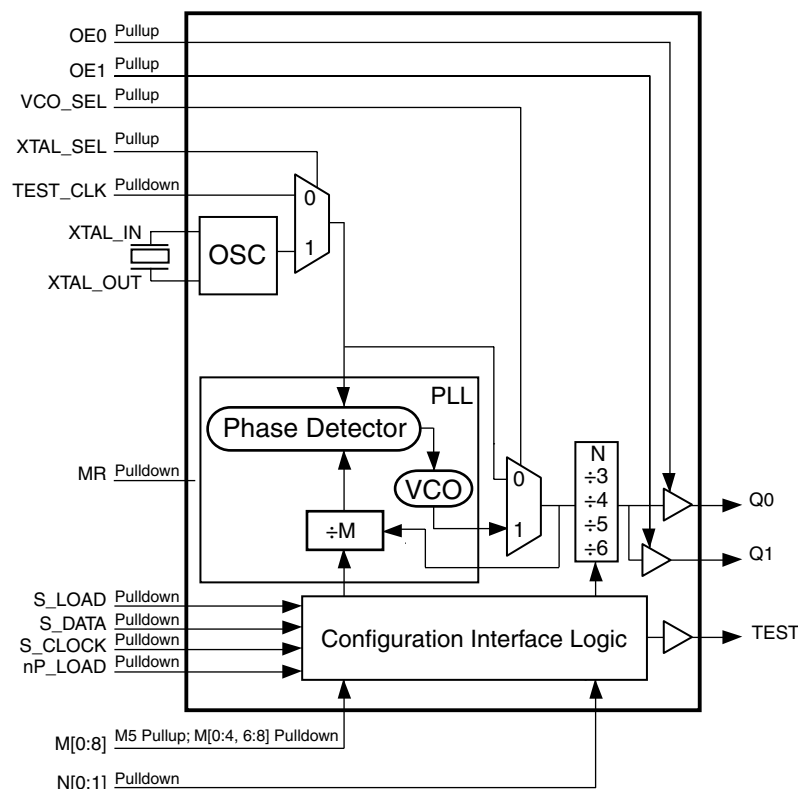 OE0 Pullup
OE1 Pullup
VCO_SEL Pullup
XTAL_SEL Pullup
TEST_CLK Pulldown
0
XTAL_IN
OSC
1
XTAL_OUT
PLL
Phase Detector
MR Pulldown
VCO
0
1
÷M
N
÷3
÷4
÷5
÷6
Q0
Q1
S_LOAD Pulldown
S_DATA Pulldown
S_CLOCK Pulldown
nP_LOAD Pulldown
Configuration Interface Logic
TEST
M[0:8] M5 Pullup; M[0:4, 6:8] Pulldown
N[0:1] Pulldown